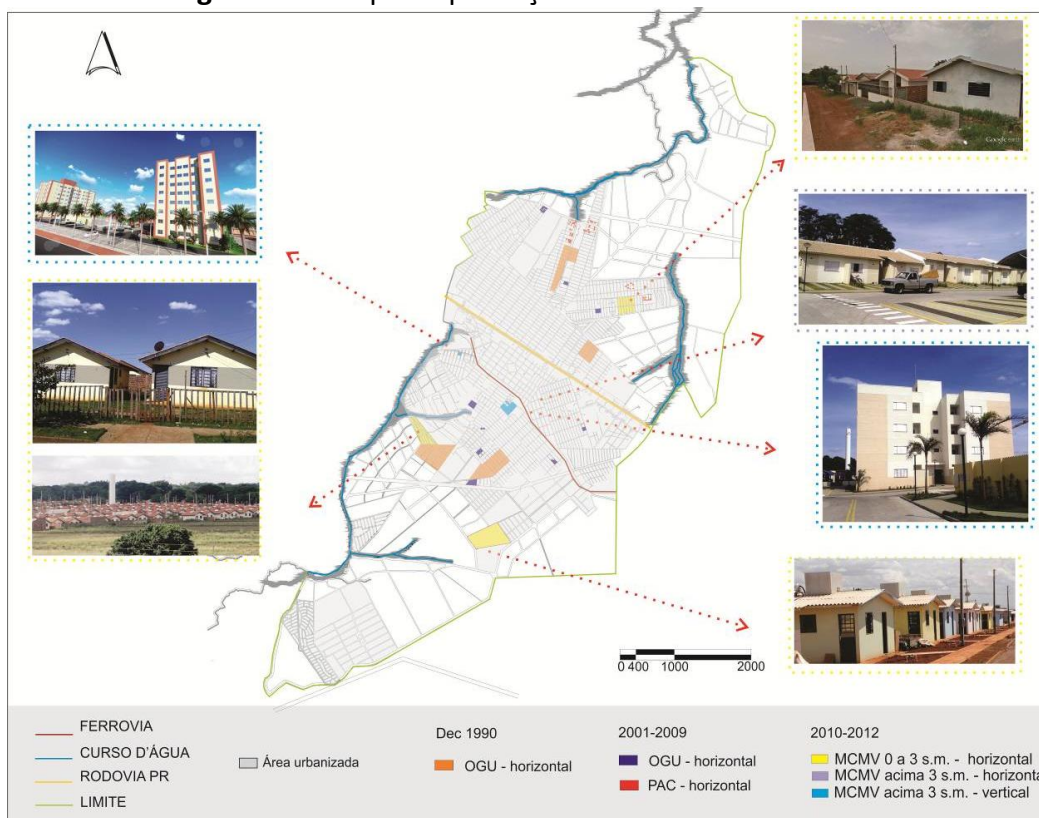 Google
0 400 1000 2000
FERROVIA
CURSO D'ÁGUA
RODOVIA PR
LIMITE
Área urbanizada
Dec 1990
OGU - horizontal
2001-2009
OGU - horizontal
PAC - horizontal
2010-2012
MCMV 0 a 3 s.m. - horizontal
MCMV acima 3 s.m. - horizonta
MCMV acima 3 s.m. - vertical